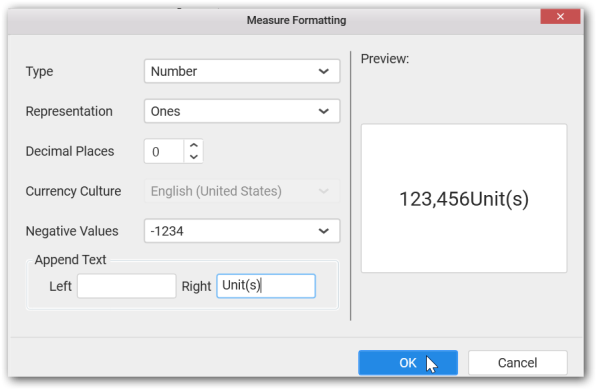 Measure Formatting
Type Number
Representation Ones
Decimal Places 0
Currency Culture English (United States)
Negative Values -1234
Append Text
Left Right Unit(s)
Preview:
123,456Unit(s)
OK Cancel